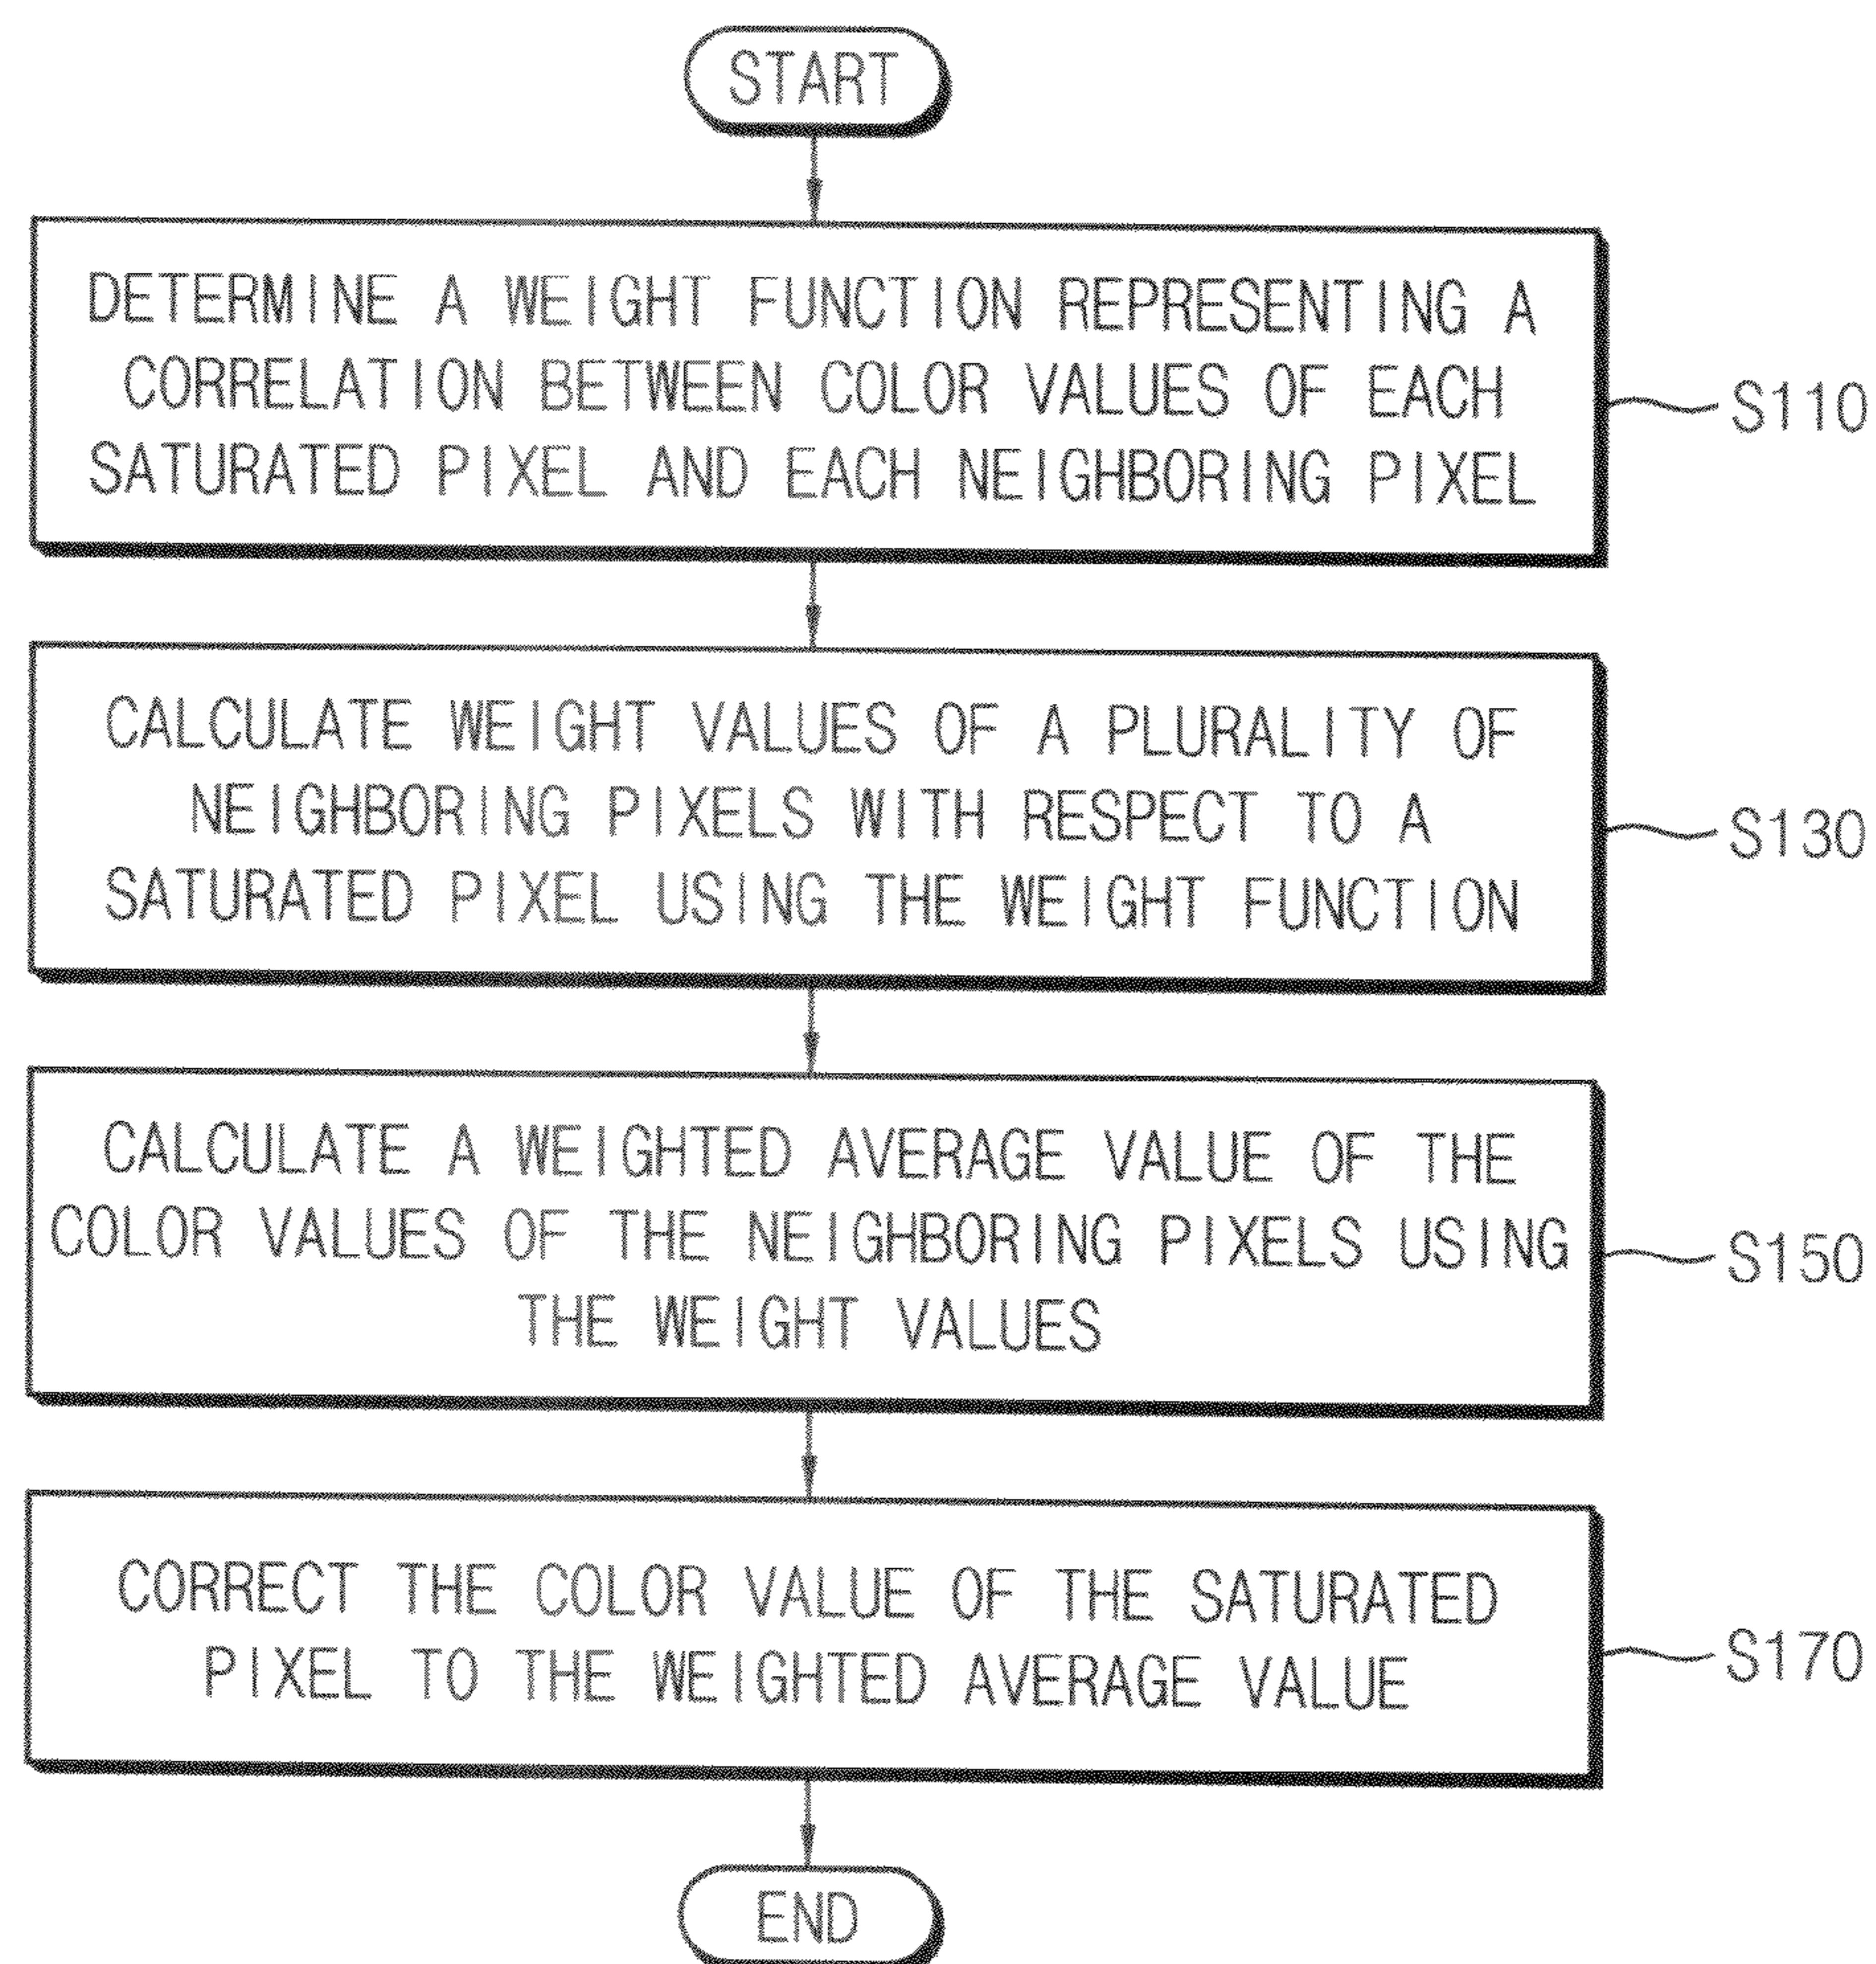 START
DETERMINE A WEIGHT FUNCTION REPRESENTING A
CORRELATION BETWEEN COLOR VALUES OF EACH
SATURATED PIXEL AND EACH NEIGHBORING PIXEL
S110
CALCULATE WEIGHT VALUES OF A PLURALITY OF
NEIGHBORING PIXELS WITH RESPECT TO A
SATURATED PIXEL USING THE WEIGHT FUNCTION
S130
CALCULATE A WEIGHTED AVERAGE VALUE OF THE
COLOR VALUES OF THE NEIGHBORING PIXELS USING
THE WEIGHT VALUES
S150
CORRECT THE COLOR VALUE OF THE SATURATED
PIXEL TO THE WEIGHTED AVERAGE VALUE
S170
END